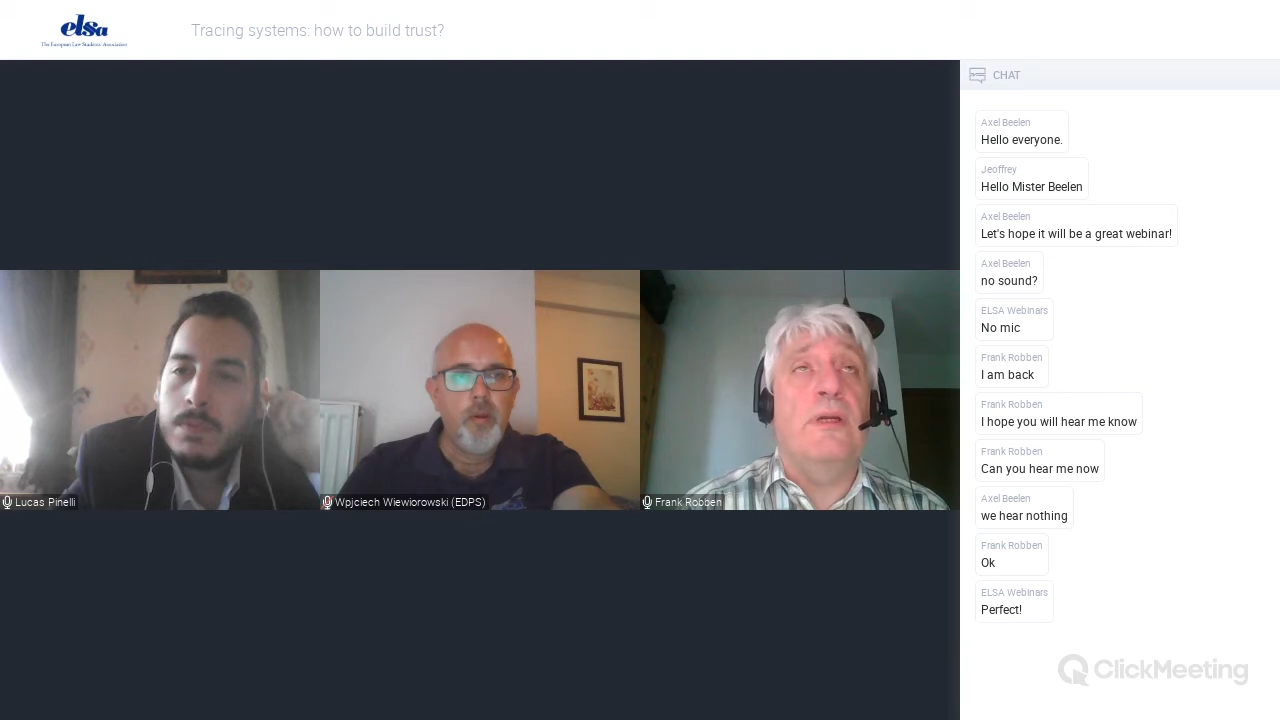 elsa
The European Law Students' Association
Tracing systems: how to build trust?
CHAT
Axel Beelen
Hello everyone.
Jeoffrey
Hello Mister Beelen
Axel Beelen
Let's hope it will be a great webinar!
Axel Beelen
no sound?
ELSA Webinars
No mic
Frank Robben
I am back
Frank Robben
I hope you will hear me know
Frank Robben
Can you hear me now
Axel Beelen
we hear nothing
Frank Robben
Ok
ELSA Webinars
Perfect!
Lucas Pinelli
Wpjciech Wiewiorowski (EDPS)
Frank Robben
ClickMeeting